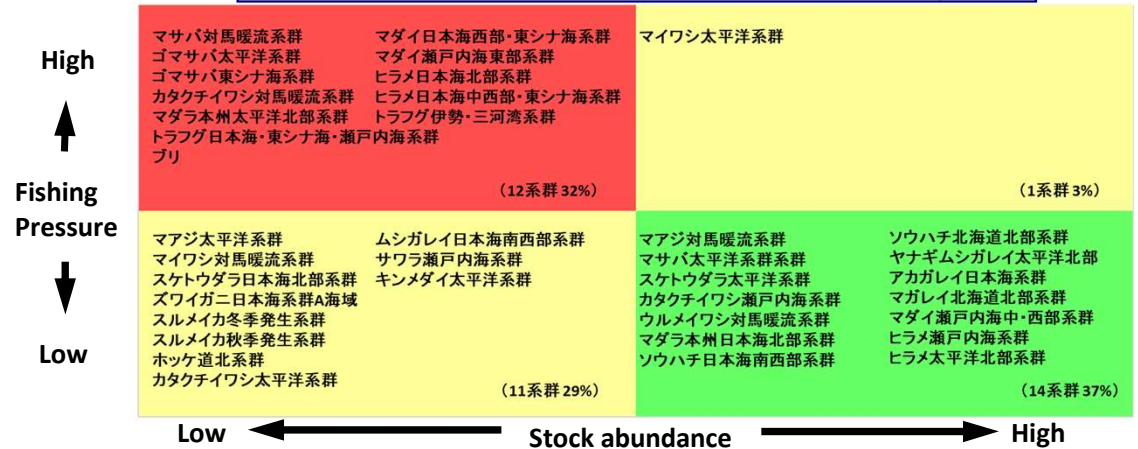 High
Fishing
Pressure
Low
マサバ対馬暖流系群
ゴマサバ太平洋系群
ゴマサバ東シナ海系群
カタクチイワシ対馬暖流系群
マダラ本州太平洋北部系群
トラフグ日本海・東シナ海・瀬戸内海系群
ブリ
マダイ日本海西部・東シナ海系群
マダイ瀬戸内海東部系群
ヒラメ日本海北部系群
ヒラメ日本海中西部・東シナ海系群
トラフグ伊勢・三河湾系群
（12系群 32%）
マイワシ太平洋系群
（1系群 3%）
マアジ太平洋系群
マイワシ対馬暖流系群
スケトウダラ日本海北部系群
ズワイガニ日本海系群A海域
スルメイカ冬季発生系群
スルメイカ秋季発生系群
ホッケ道北系群
カタクチイワシ太平洋系群
ムシガレイ日本海南西部系群
サワラ瀬戸内海系群
キンメダイ太平洋系群
（11系群 29%）
マアジ対馬暖流系群
マサバ太平洋系群系群
スケトウダラ太平洋系群
カタクチイワシ瀬戸内海系群
ウルメイワシ対馬暖流系群
マダラ本州日本海北部系群
ソウハチ日本海南西部系群
ソウハチ北海道北部系群
ヤナギムシガレイ太平洋北部
アカガレイ日本海系群
マガレイ北海道北部系群
マダイ瀬戸内海中・西部系群
ヒラメ瀬戸内海系群
ヒラメ太平洋北部系群
（14系群 37%）
Low
Stock abundance
High